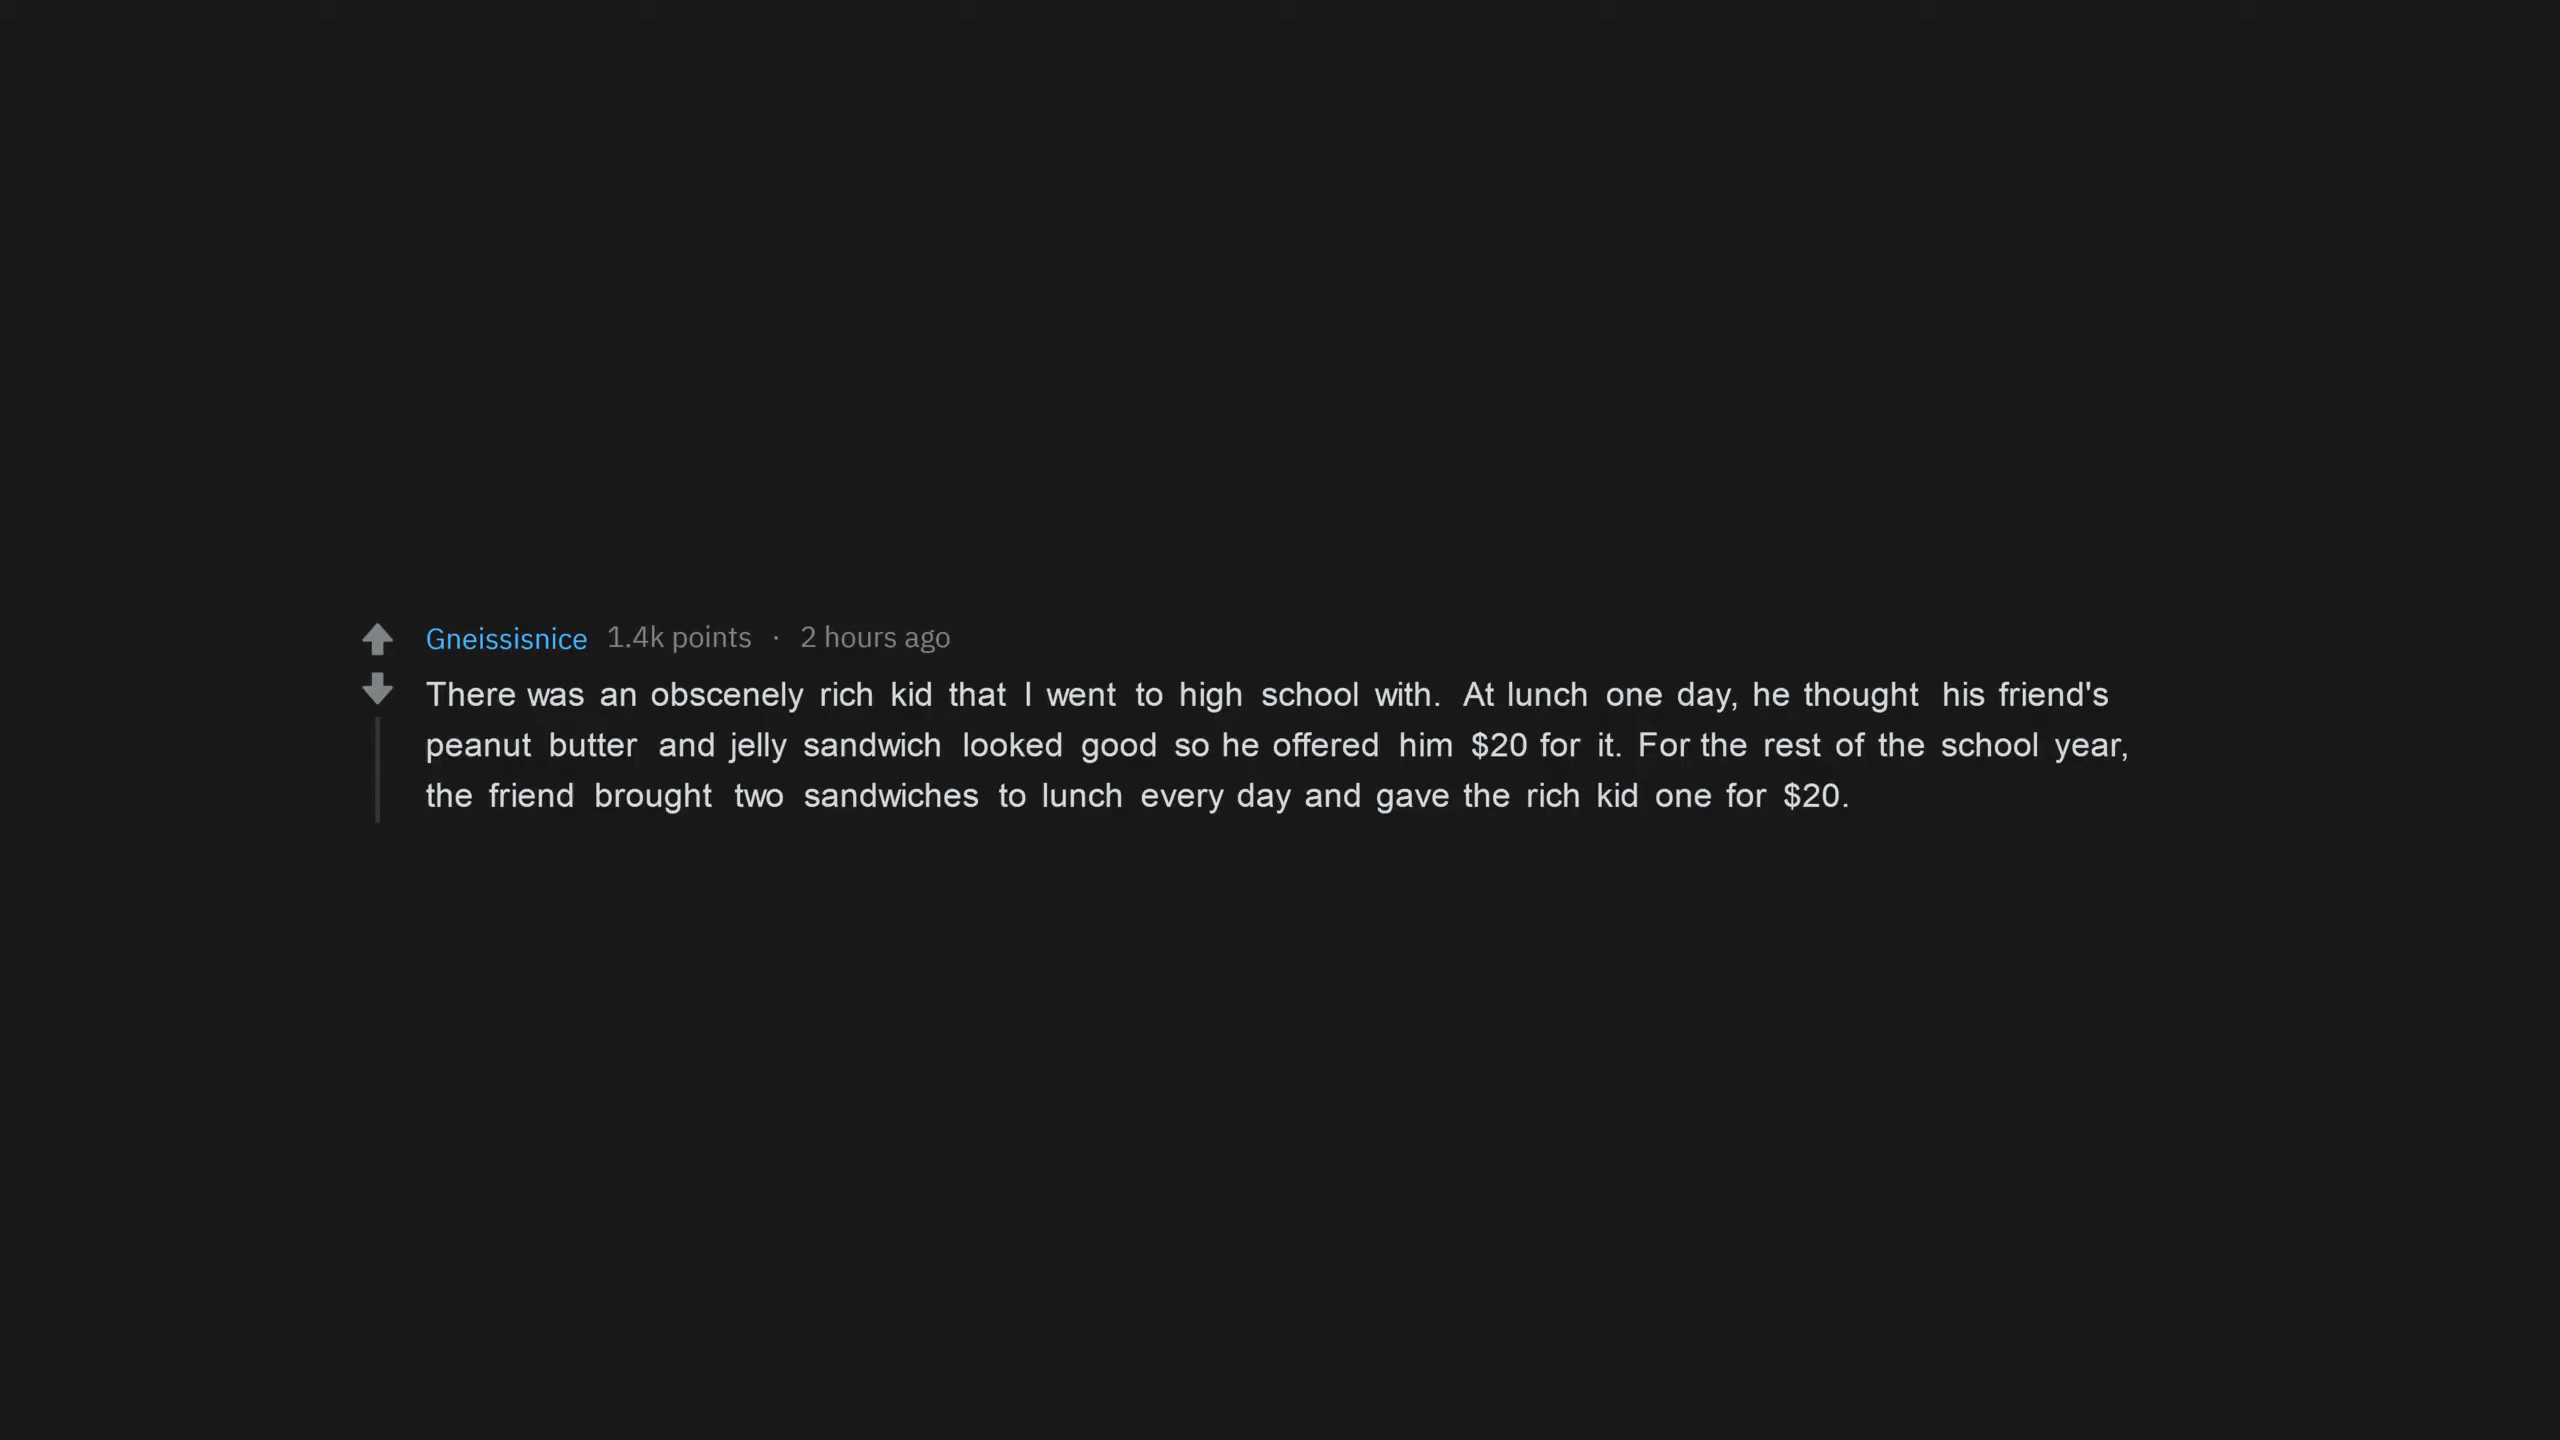 Gneissisnice 1.4k points · 2 hours ago
There was an obscenely rich kid that I went to high school with. At lunch one day, he thought his friend's
peanut butter and jelly sandwich looked good so he offered him $20 for it. For the rest of the school year,
the friend brought two sandwiches to lunch every day and gave the rich kid one for $20.